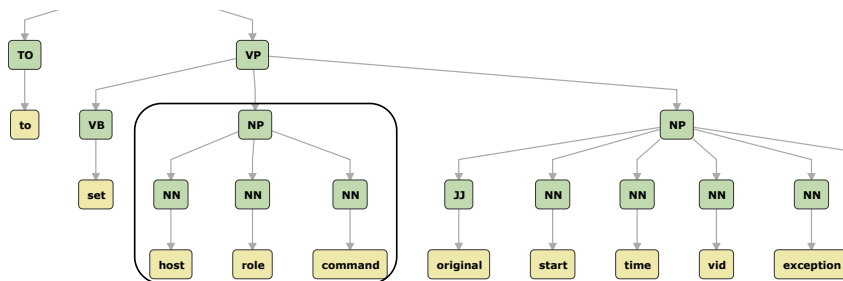 TO VP
to VB NP NP
set NN NN NN JJ NN NN NN NN
host role command original start time vid exception